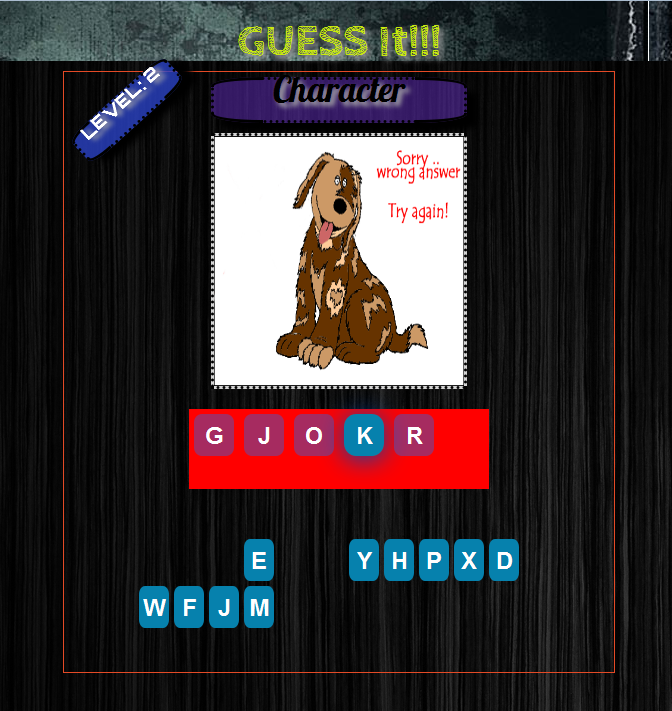 GUESS It!!!
LEVEL: 2
Character
Sorry ..
wrong answer
Try again!
G J O K R
E Y H P X D
W F J M